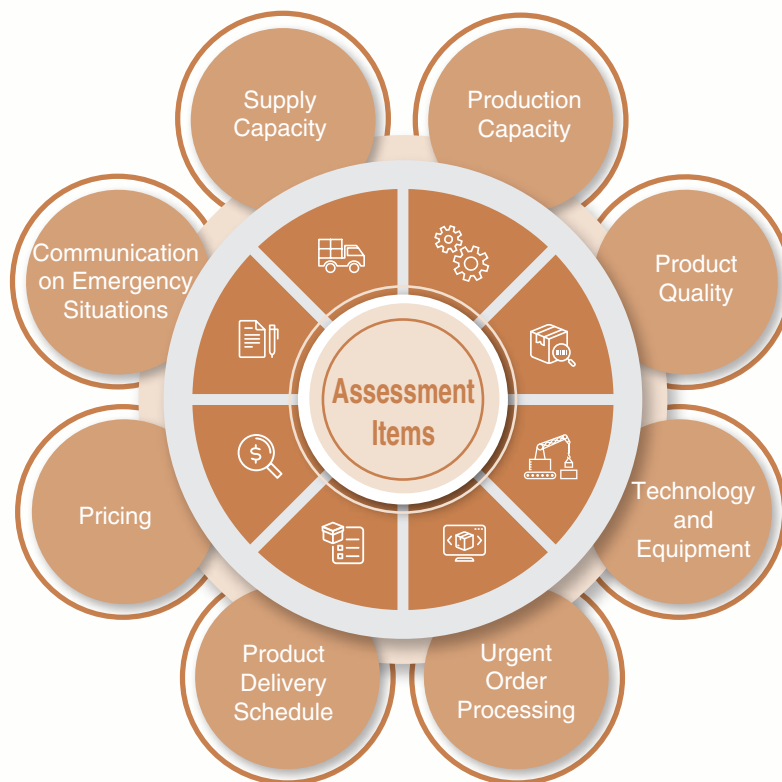 Supply
Capacity
Production
Capacity
Communication
on Emergency
Situations
Product
Quality
Assessment
Items
$
Pricing
Technology
and
Equipment
Product
Delivery
Schedule
Urgent
Order
Processing